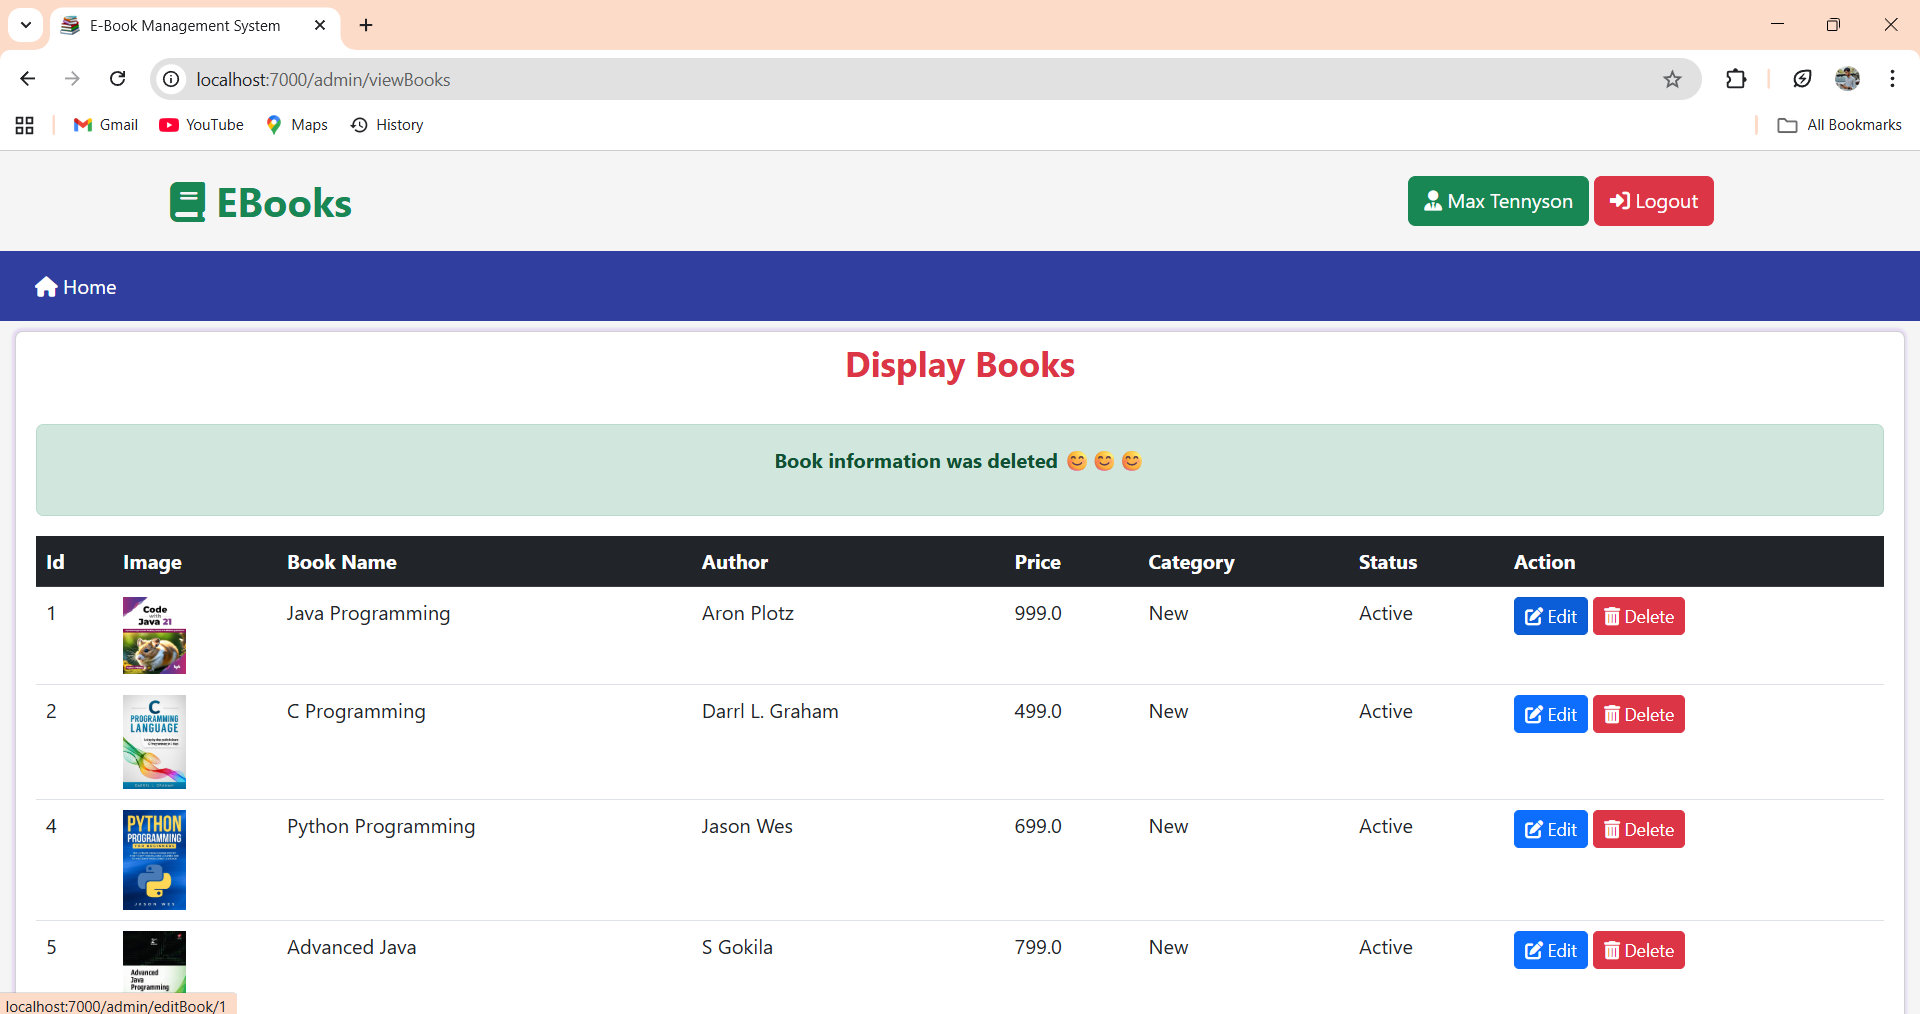 E-Book Management System
localhost:7000/admin/viewBooks
Gmail YouTube Maps History All Bookmarks
EBooks
Max Tennyson Logout
Home
Display Books
Book information was deleted 😊 😊 😊
Id Image Book Name Author Price Category Status Action
1 Java Programming Aron Plotz 999.0 New Active Edit Delete
Code
with
Java 21
2 C Programming Darrl L. Graham 499.0 New Active Edit Delete
C
PROGRAMMING
LANGUAGE
4 Python Programming Jason Wes 699.0 New Active Edit Delete
PYTHON
PROGRAMMING
FOR BEGINNERS
JASON WES
5 Advanced Java S Gokila 799.0 New Active Edit Delete
Advanced
Java
Programming
localhost:7000/admin/editBook/1